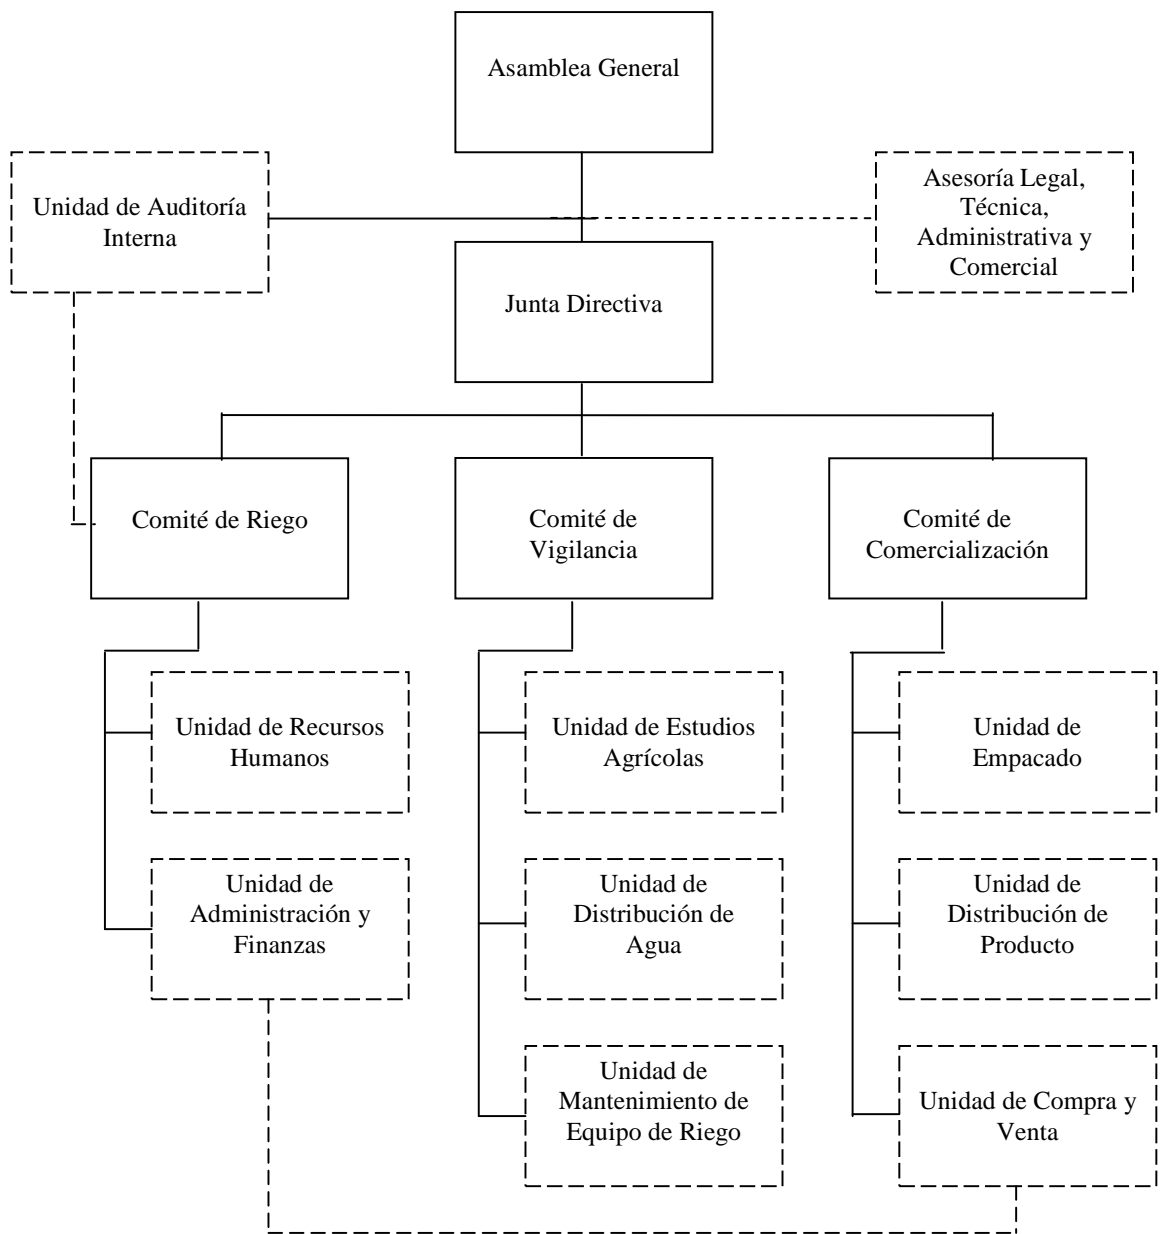 Asamblea General
Unidad de Auditoría
Interna
Asesoría Legal,
Técnica,
Administrativa y
Comercial
Junta Directiva
Comité de Riego
Comité de
Vigilancia
Comité de
Comercialización
Unidad de Recursos
Humanos
Unidad de Estudios
Agrícolas
Unidad de
Empacado
Unidad de
Administración y
Finanzas
Unidad de
Distribución de
Agua
Unidad de
Distribución de
Producto
Unidad de
Mantenimiento de
Equipo de Riego
Unidad de Compra y
Venta